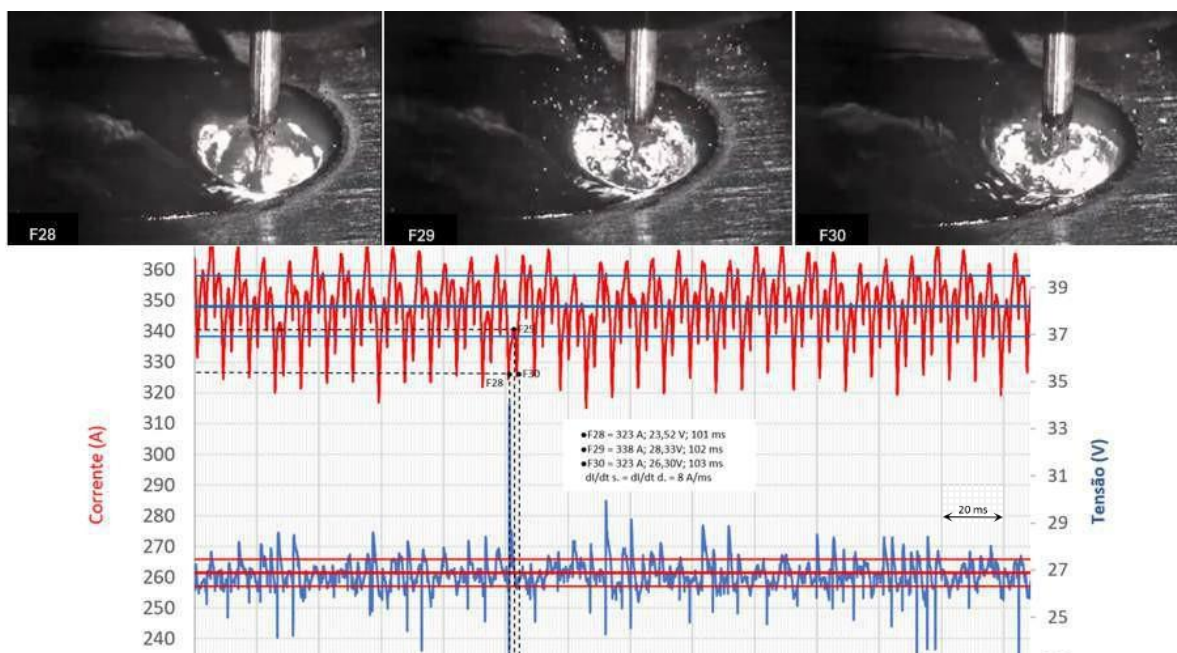 F28
F29
F30
360
350
340
330
320
310
300
290
280
270
260
250
240
Corrente (A)
39
37
35
33
31
29
27
25
Tensão (V)
F29
F28
F30
●F28 = 323 A; 23,52 V; 101 ms
●F29 = 338 A; 28,33V; 102 ms
●F30 = 323 A; 26,30V; 103 ms
dI/dt s. = dI/dt d. = 8 A/ms
20 ms